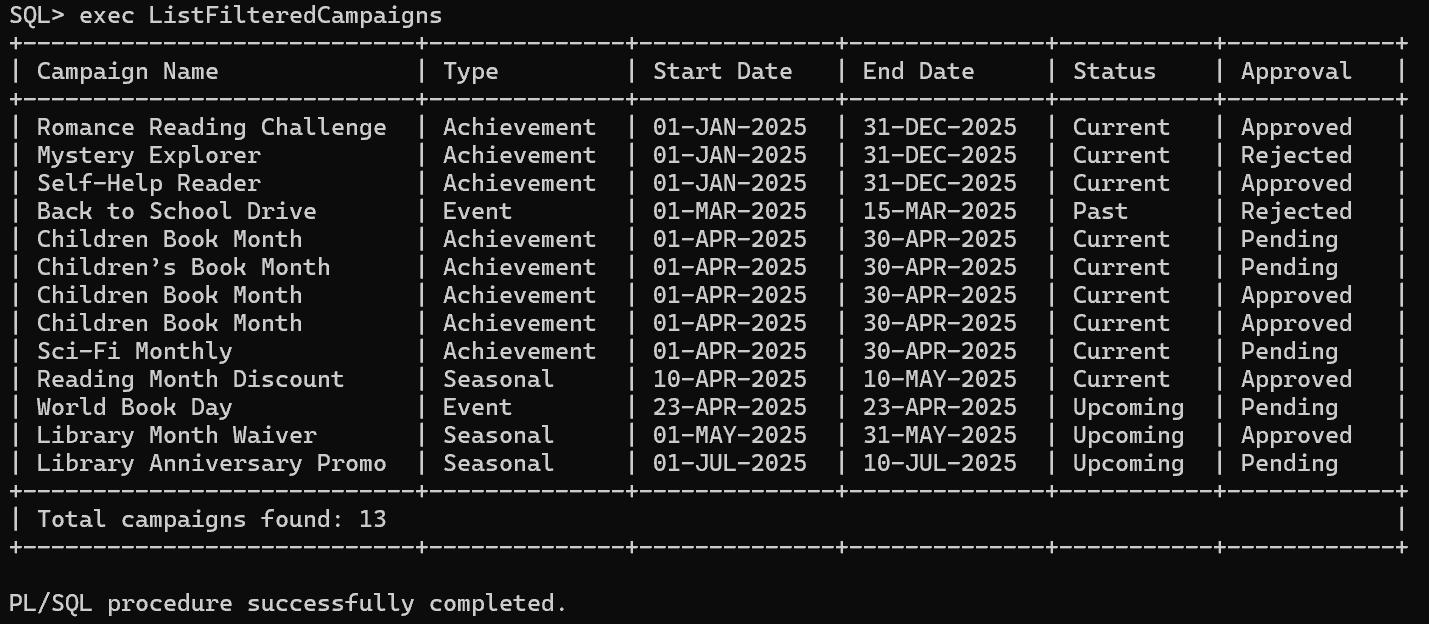 SQL> exec ListFilteredCampaigns
+----------------------------+--------------+--------------+--------------+-----------+------------+
| Campaign Name              | Type         | Start Date   | End Date     | Status    | Approval   |
+----------------------------+--------------+--------------+--------------+-----------+------------+
| Romance Reading Challenge  | Achievement  | 01-JAN-2025  | 31-DEC-2025  | Current   | Approved   |
| Mystery Explorer           | Achievement  | 01-JAN-2025  | 31-DEC-2025  | Current   | Rejected   |
| Self-Help Reader           | Achievement  | 01-JAN-2025  | 31-DEC-2025  | Current   | Approved   |
| Back to School Drive       | Event        | 01-MAR-2025  | 15-MAR-2025  | Past      | Rejected   |
| Children Book Month        | Achievement  | 01-APR-2025  | 30-APR-2025  | Current   | Pending    |
| Children’s Book Month      | Achievement  | 01-APR-2025  | 30-APR-2025  | Current   | Pending    |
| Children Book Month        | Achievement  | 01-APR-2025  | 30-APR-2025  | Current   | Approved   |
| Children Book Month        | Achievement  | 01-APR-2025  | 30-APR-2025  | Current   | Approved   |
| Sci-Fi Monthly             | Achievement  | 01-APR-2025  | 30-APR-2025  | Current   | Pending    |
| Reading Month Discount     | Seasonal     | 10-APR-2025  | 10-MAY-2025  | Current   | Approved   |
| World Book Day             | Event        | 23-APR-2025  | 23-APR-2025  | Upcoming  | Pending    |
| Library Month Waiver       | Seasonal     | 01-MAY-2025  | 31-MAY-2025  | Upcoming  | Approved   |
| Library Anniversary Promo  | Seasonal     | 01-JUL-2025  | 10-JUL-2025  | Upcoming  | Pending    |
+----------------------------+--------------+--------------+--------------+-----------+------------+
| Total campaigns found: 13                                                                        |
+----------------------------+--------------+--------------+--------------+-----------+------------+
PL/SQL procedure successfully completed.